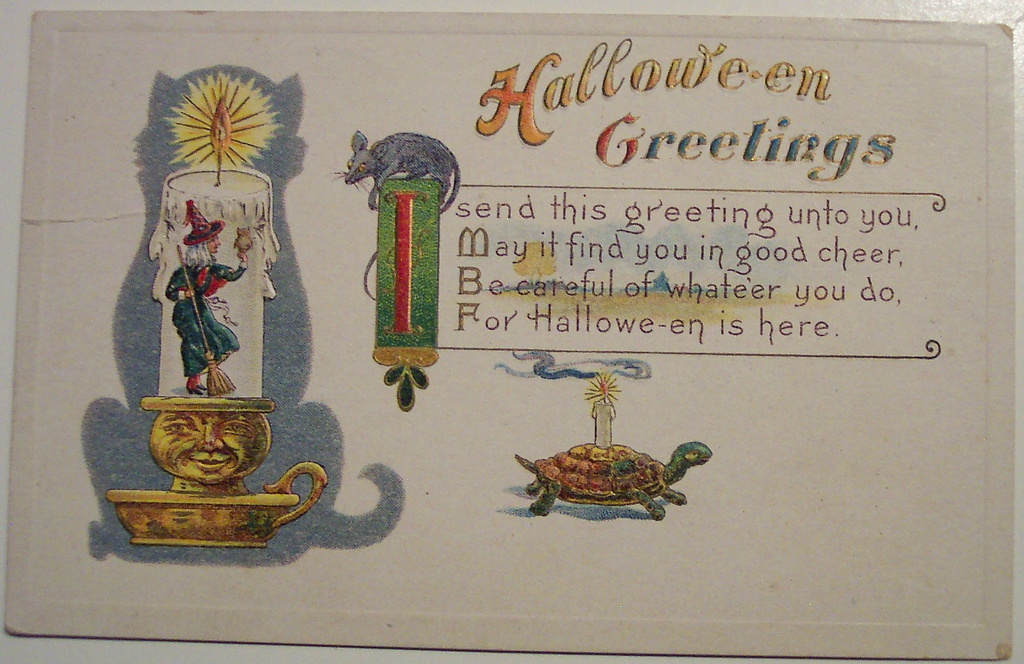 Hallowe-en
Greetings
I send this greeting unto you,
May it find you in good cheer,
Be careful of whate'er you do,
For Hallowe-en is here.